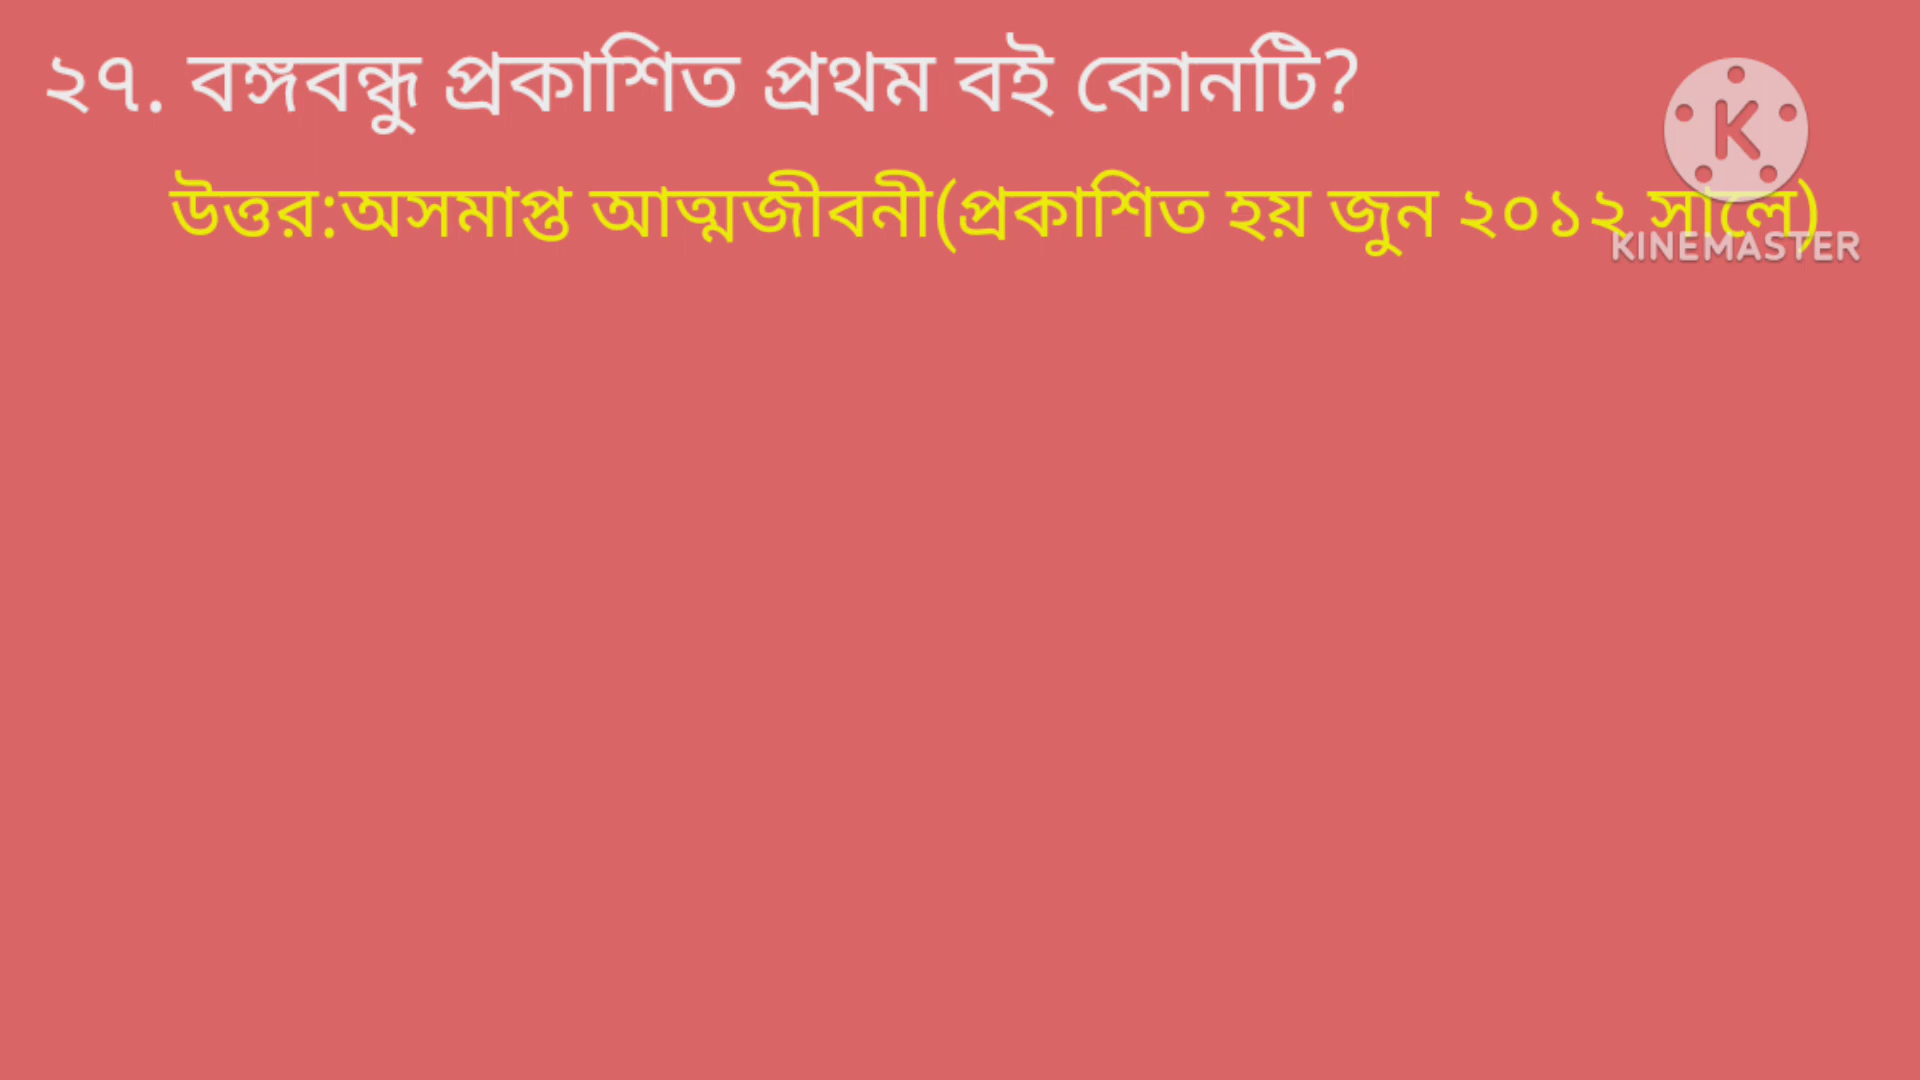 ২৭. বঙ্গবন্ধু প্রকাশিত প্রথম বই কোনটি?
উত্তর:অসমাপ্ত আত্মজীবনী(প্রকাশিত হয় জুন ২০১২ সালে)
K
KINEMASTER